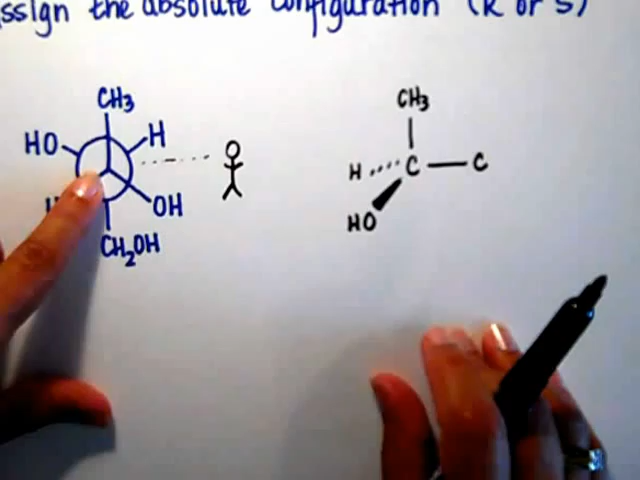 ssign the absolute configuration (R or S)
CH3
HO
H
OH
CH2OH
CH3
H C C
HO